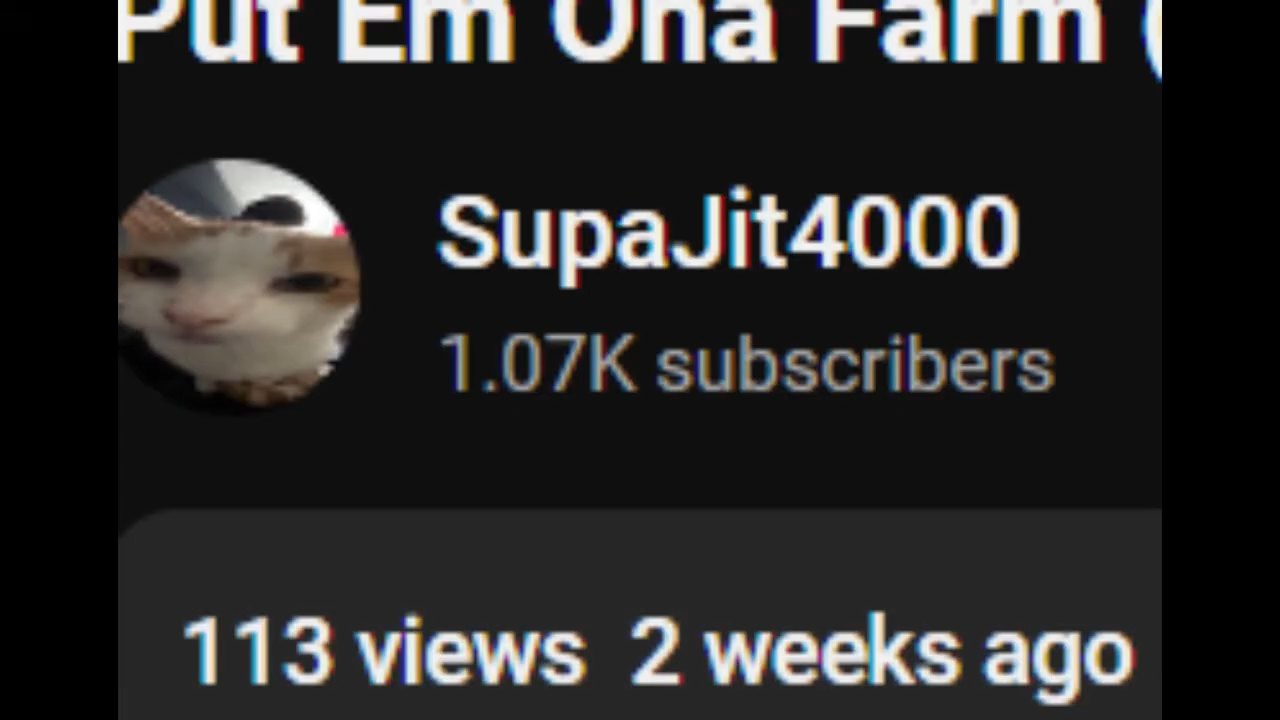 Put Em Ona Farm (
SupaJit4000
1.07K subscribers
113 views 2 weeks ago